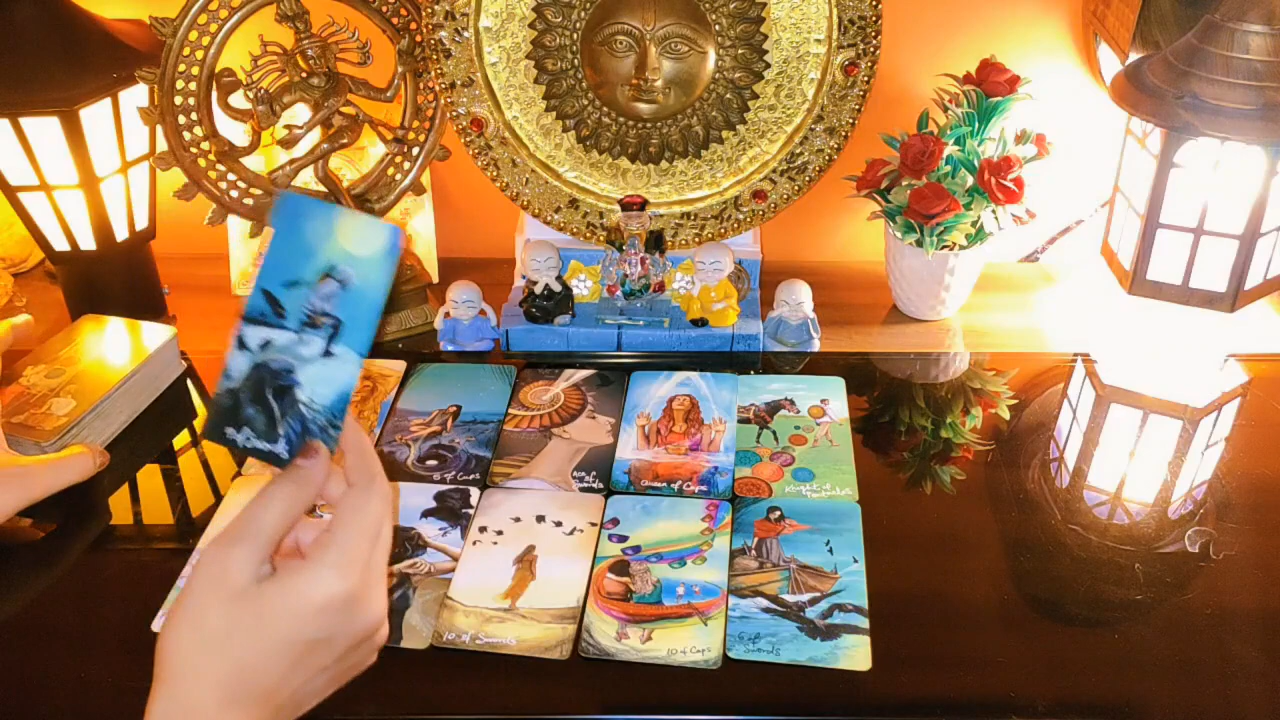 5 of Cups
Ace
of
Swords
Queen of Cups
Knight of
Pentacles
10 of Swords
10 of Cups
6 of
Swords